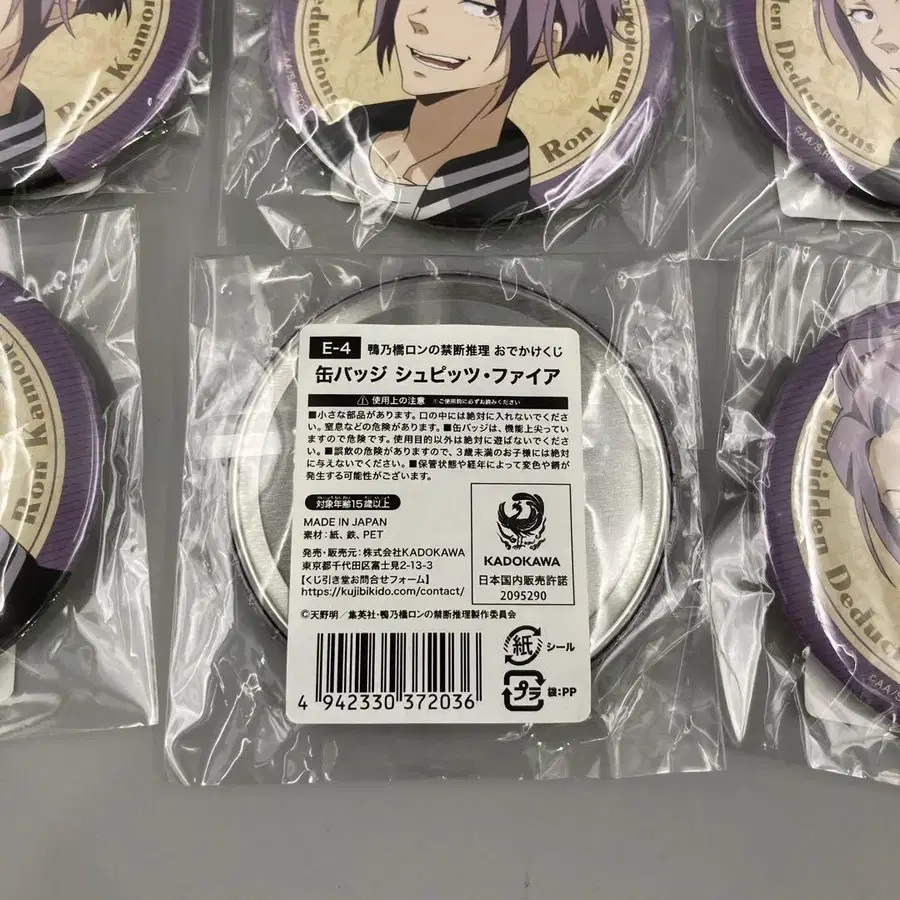 Ron Kamono
Deductions
Ron Kamono
dden Deductions
©AA/S,
E-4 鴨乃橋ロンの禁断推理 おでかけくじ
缶バッジ シュピッツ・ファイア
⚠使用上の注意 ※ご使用前に必ずお読みください
■小さな部品があります。口の中には絶対に入れないでくださ
い。窒息などの危険があります。■缶バッジは、機能上尖ってい
ますので危険です。使用目的以外は絶対に遊ばないでくださ
い。■誤飲の危険がありますので、3歳未満のお子様には絶対
に与えないでください。■保管状態や経年によって変色や錆が
発生する可能性がございます。
対象年齢15歳以上
MADE IN JAPAN
素材：紙、鉄、PET
発売・販売元：株式会社KADOKAWA
東京都千代田区富士見2-13-3
【くじ引き堂お問合せフォーム】
https://kujibikido.com/contact/
KADOKAWA
日本国内販売許諾
2095290
©天野明／集英社・鴨乃橋ロンの禁断推理製作委員会
4 942330 372036
紙 シール
プラ 袋：PP
Ron Kamono
bidden Deductions
©AA/S,